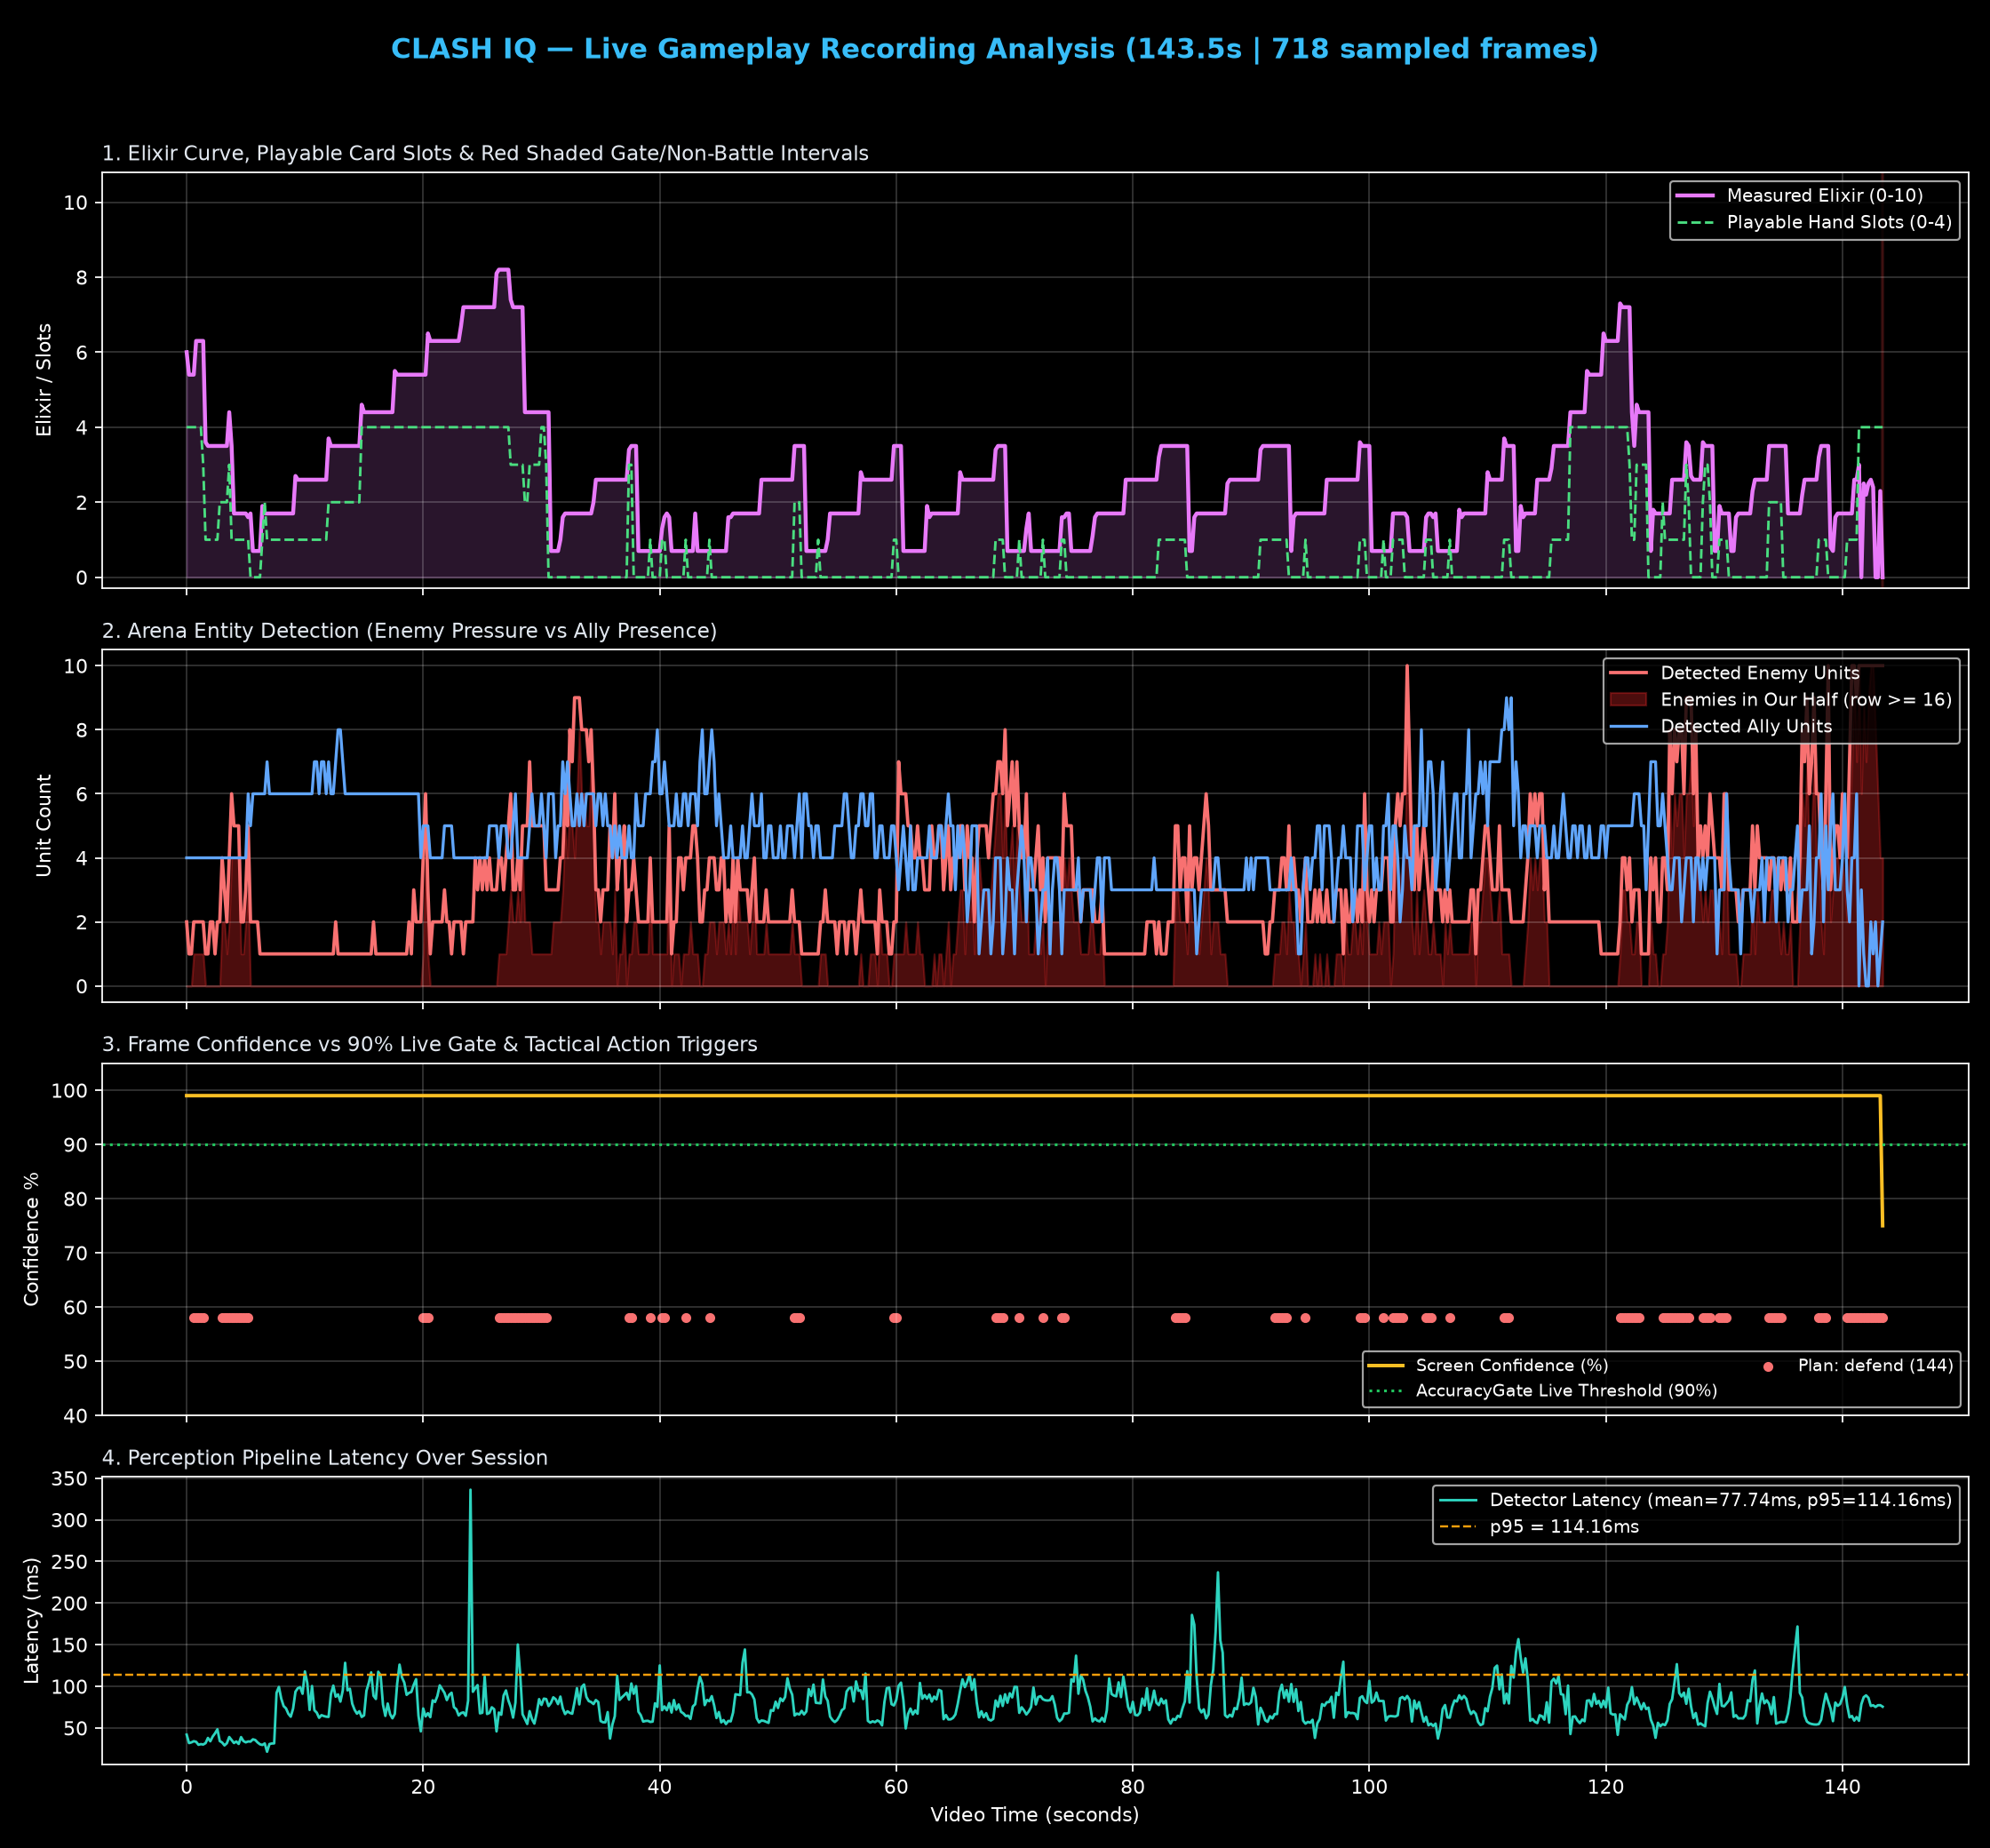 CLASH IQ — Live Gameplay Recording Analysis (143.5s | 718 sampled frames)
1. Elixir Curve, Playable Card Slots & Red Shaded Gate/Non-Battle Intervals
Elixir / Slots
10
8
6
4
2
0
Measured Elixir (0-10)
Playable Hand Slots (0-4)
2. Arena Entity Detection (Enemy Pressure vs Ally Presence)
Unit Count
10
8
6
4
2
0
Detected Enemy Units
Enemies in Our Half (row >= 16)
Detected Ally Units
3. Frame Confidence vs 90% Live Gate & Tactical Action Triggers
Confidence %
100
90
80
70
60
50
40
Screen Confidence (%)
AccuracyGate Live Threshold (90%)
Plan: defend (144)
4. Perception Pipeline Latency Over Session
Latency (ms)
350
300
250
200
150
100
50
Detector Latency (mean=77.74ms, p95=114.16ms)
p95 = 114.16ms
0 20 40 60 80 100 120 140
Video Time (seconds)